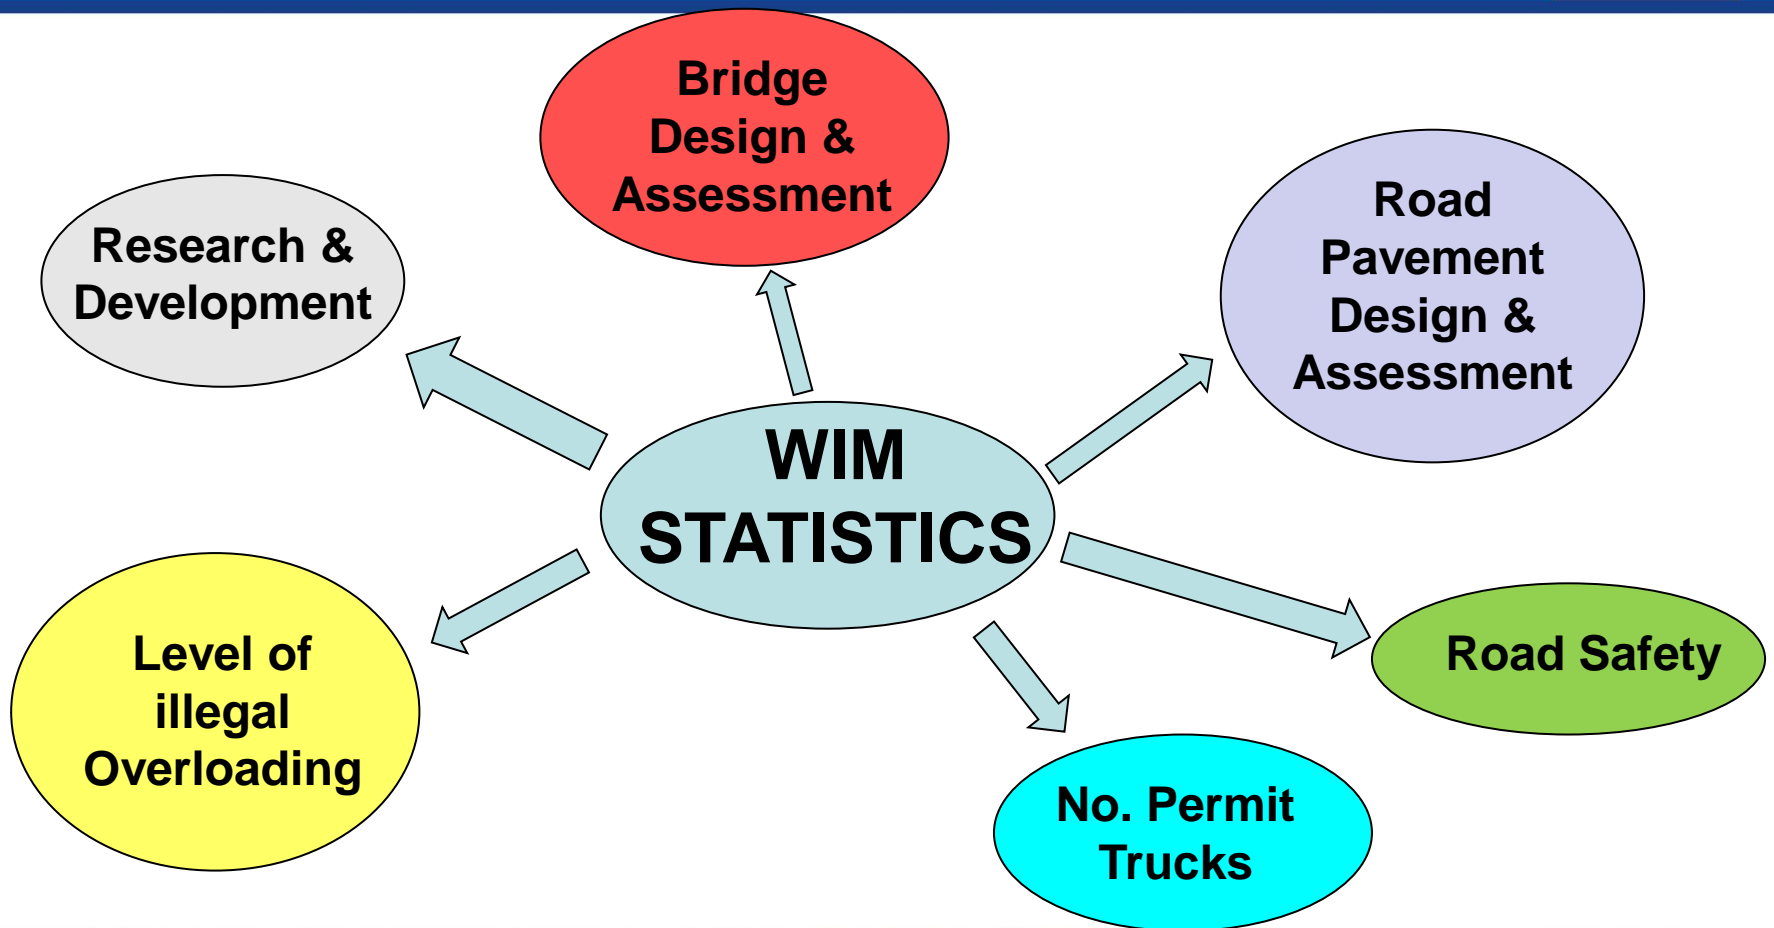 Bridge
Design &
Assessment
Research &
Development
Road
Pavement
Design &
Assessment
WIM
STATISTICS
Level of
illegal
Overloading
Road Safety
No. Permit
Trucks